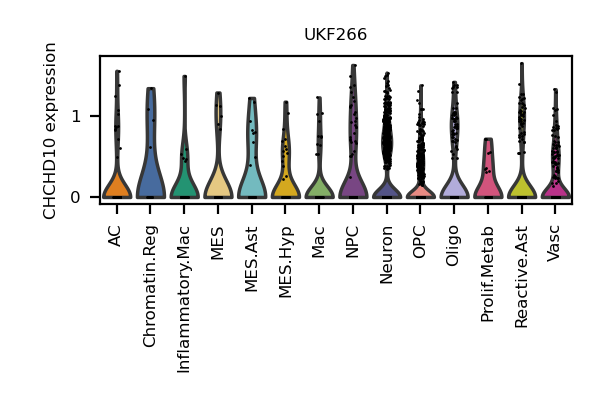 UKF266
CHCHD10 expression
1
0
AC
Chromatin.Reg
Inflammatory.Mac
MES
MES.Ast
MES.Hyp
Mac
NPC
Neuron
OPC
Oligo
Prolif.Metab
Reactive.Ast
Vasc